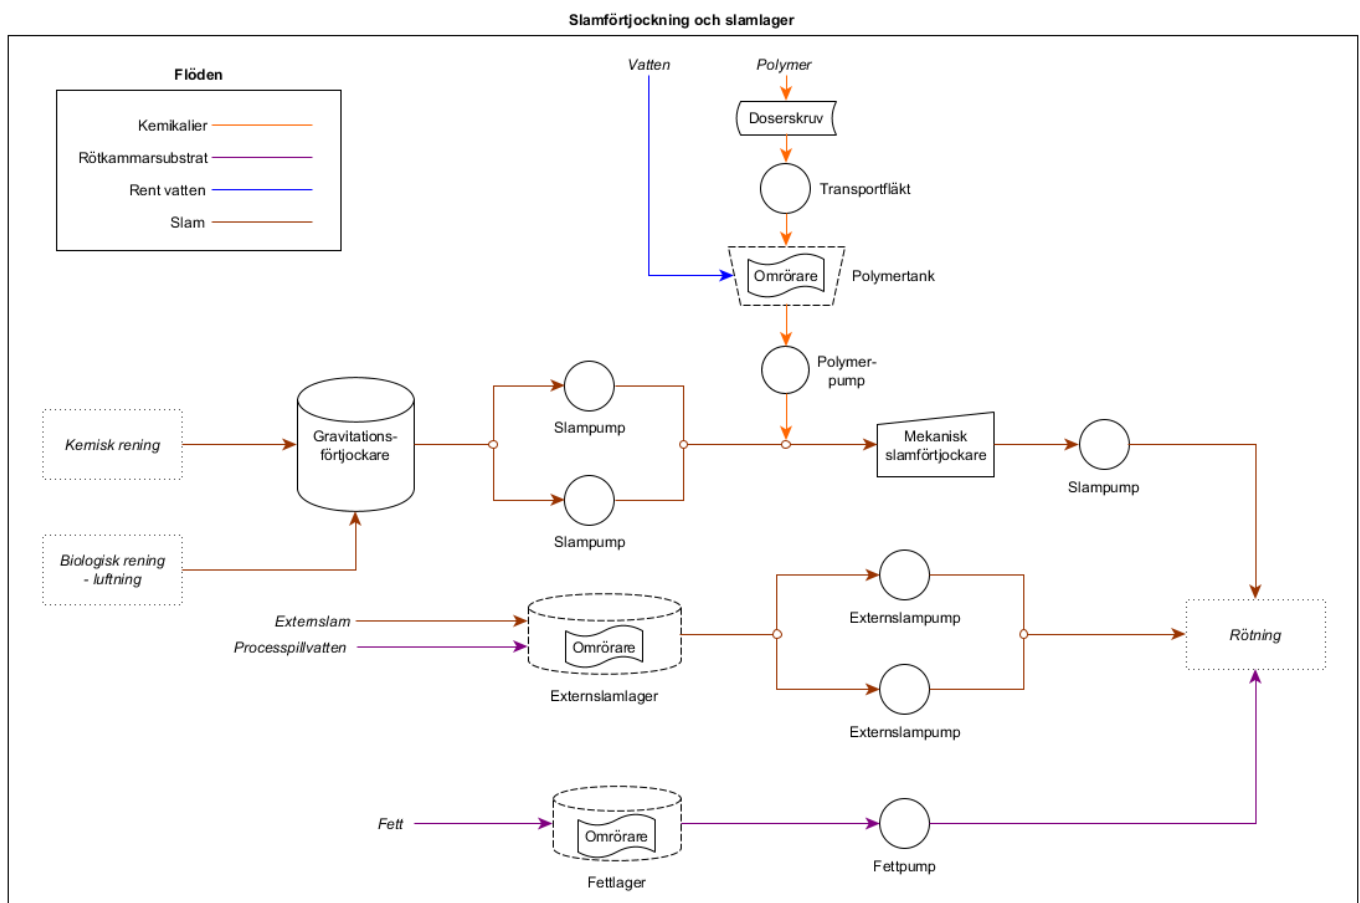 Slamförtjockning och slamlager
Flöden
Kemikalier
Rötkammarsubstrat
Rent vatten
Slam
Vatten
Polymer
Doserskruv
Transportfläkt
Omrörare
Polymertank
Polymer-
pump
Kemisk rening
Gravitations-
förtjockare
Slampump
Slampump
Mekanisk
slamförtjockare
Slampump
Biologisk rening
- luftning
Externslam
Processpillvatten
Omrörare
Externslamlager
Externslampump
Externslampump
Rötning
Fett
Omrörare
Fettlager
Fettpump